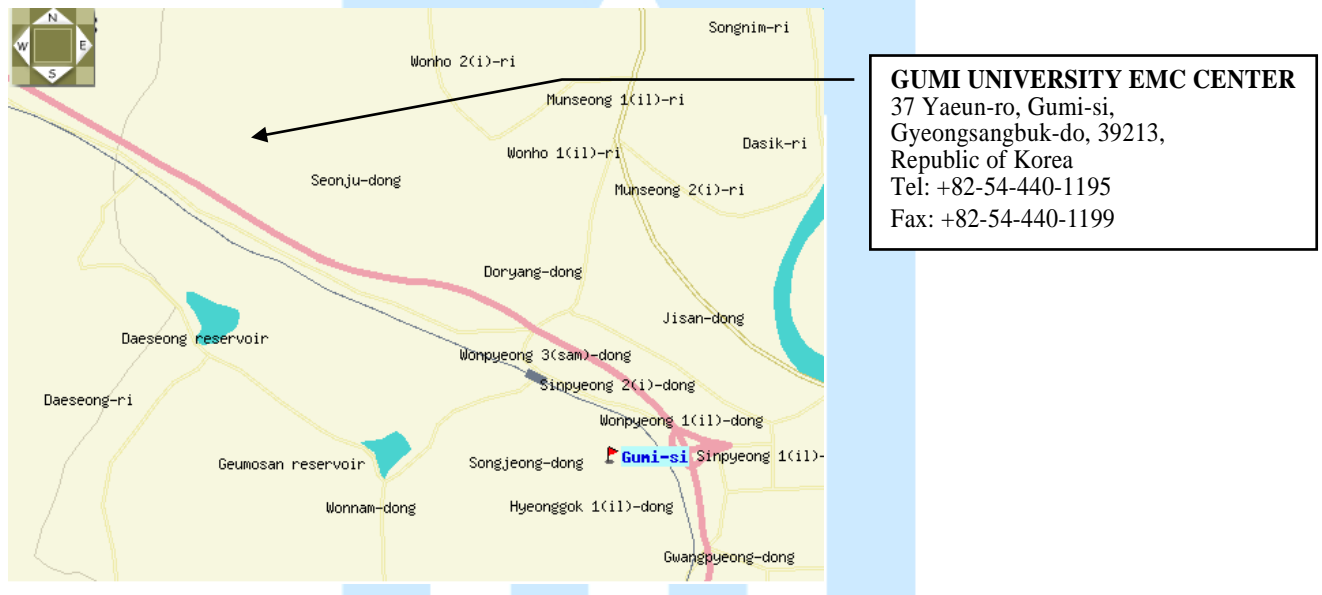 N
W E
S
Songnim-ri
Wonho 2(i)-ri
Munseong 1(il)-ri
Dasik-ri
Wonho 1(il)-ri
Seonju-dong
Munseong 2(i)-ri
Doryang-dong
Jisan-dong
Daeseong reservoir
Wonpyeong 3(sam)-dong
Sinpyeong 2(i)-dong
Daeseong-ri
Wonpyeong 1(il)-dong
Geumosan reservoir
Songjeong-dong
Gumi-si
Sinpyeong 1(il)-
Wonnam-dong
Hyeonggok 1(il)-dong
Gwangpyeong-dong
GUMI UNIVERSITY EMC CENTER
37 Yaeun-ro, Gumi-si,
Gyeongsangbuk-do, 39213,
Republic of Korea
Tel: +82-54-440-1195
Fax: +82-54-440-1199